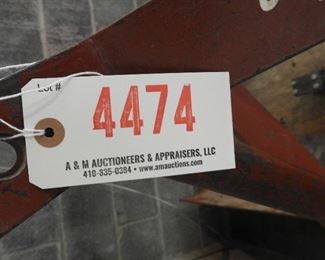 Lot #
4474
A & M AUCTIONEERS & APPRAISERS, LLC
410-835-0384 • www.amauctions.com